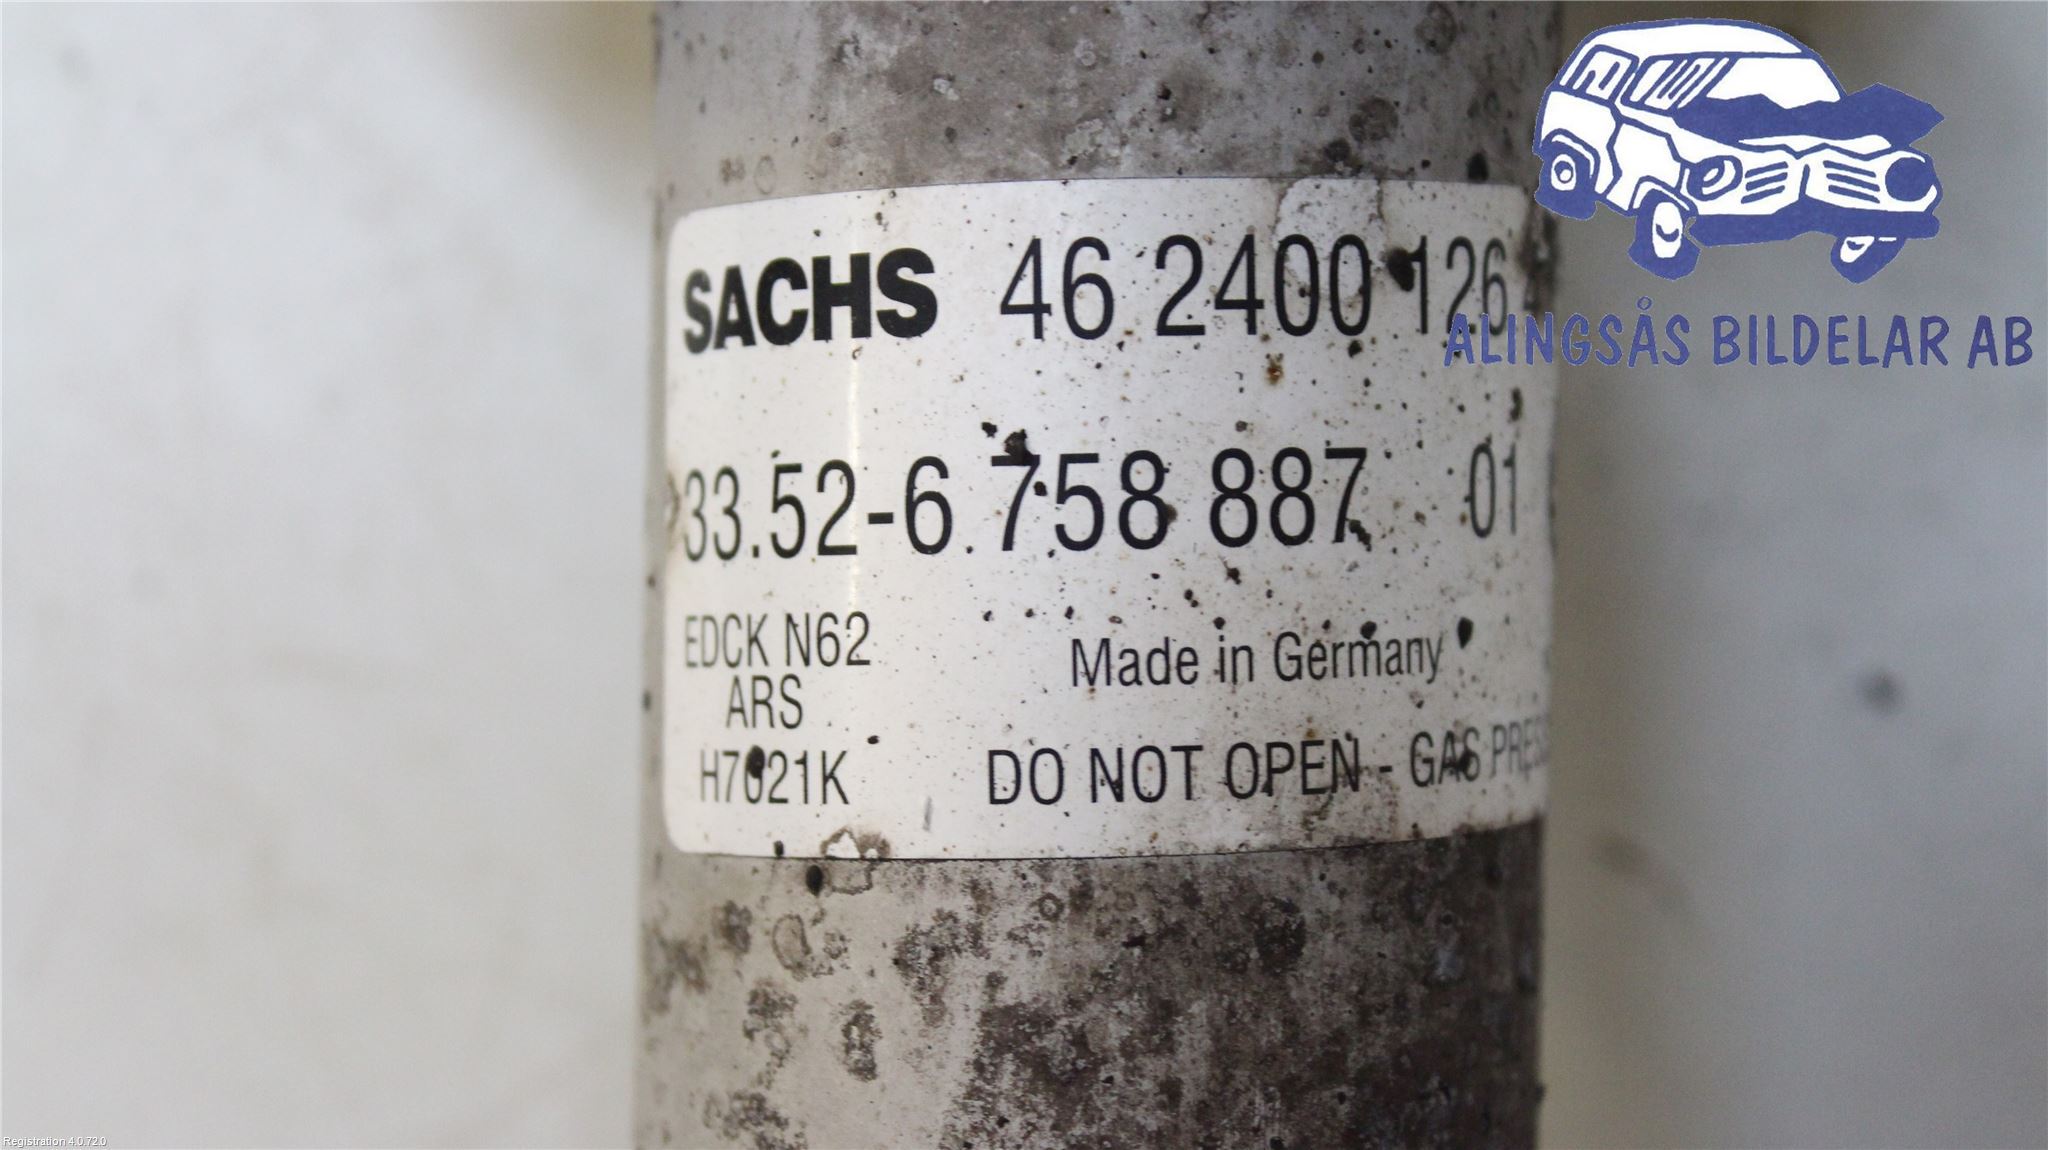 SACHS 46 2400 126
33.52-6 758 887 01
EDCK N62
ARS
Made in Germany
H7021K
DO NOT OPEN - GAS
ALINGSÅS BILDELAR AB
Registration 4.0.72.0